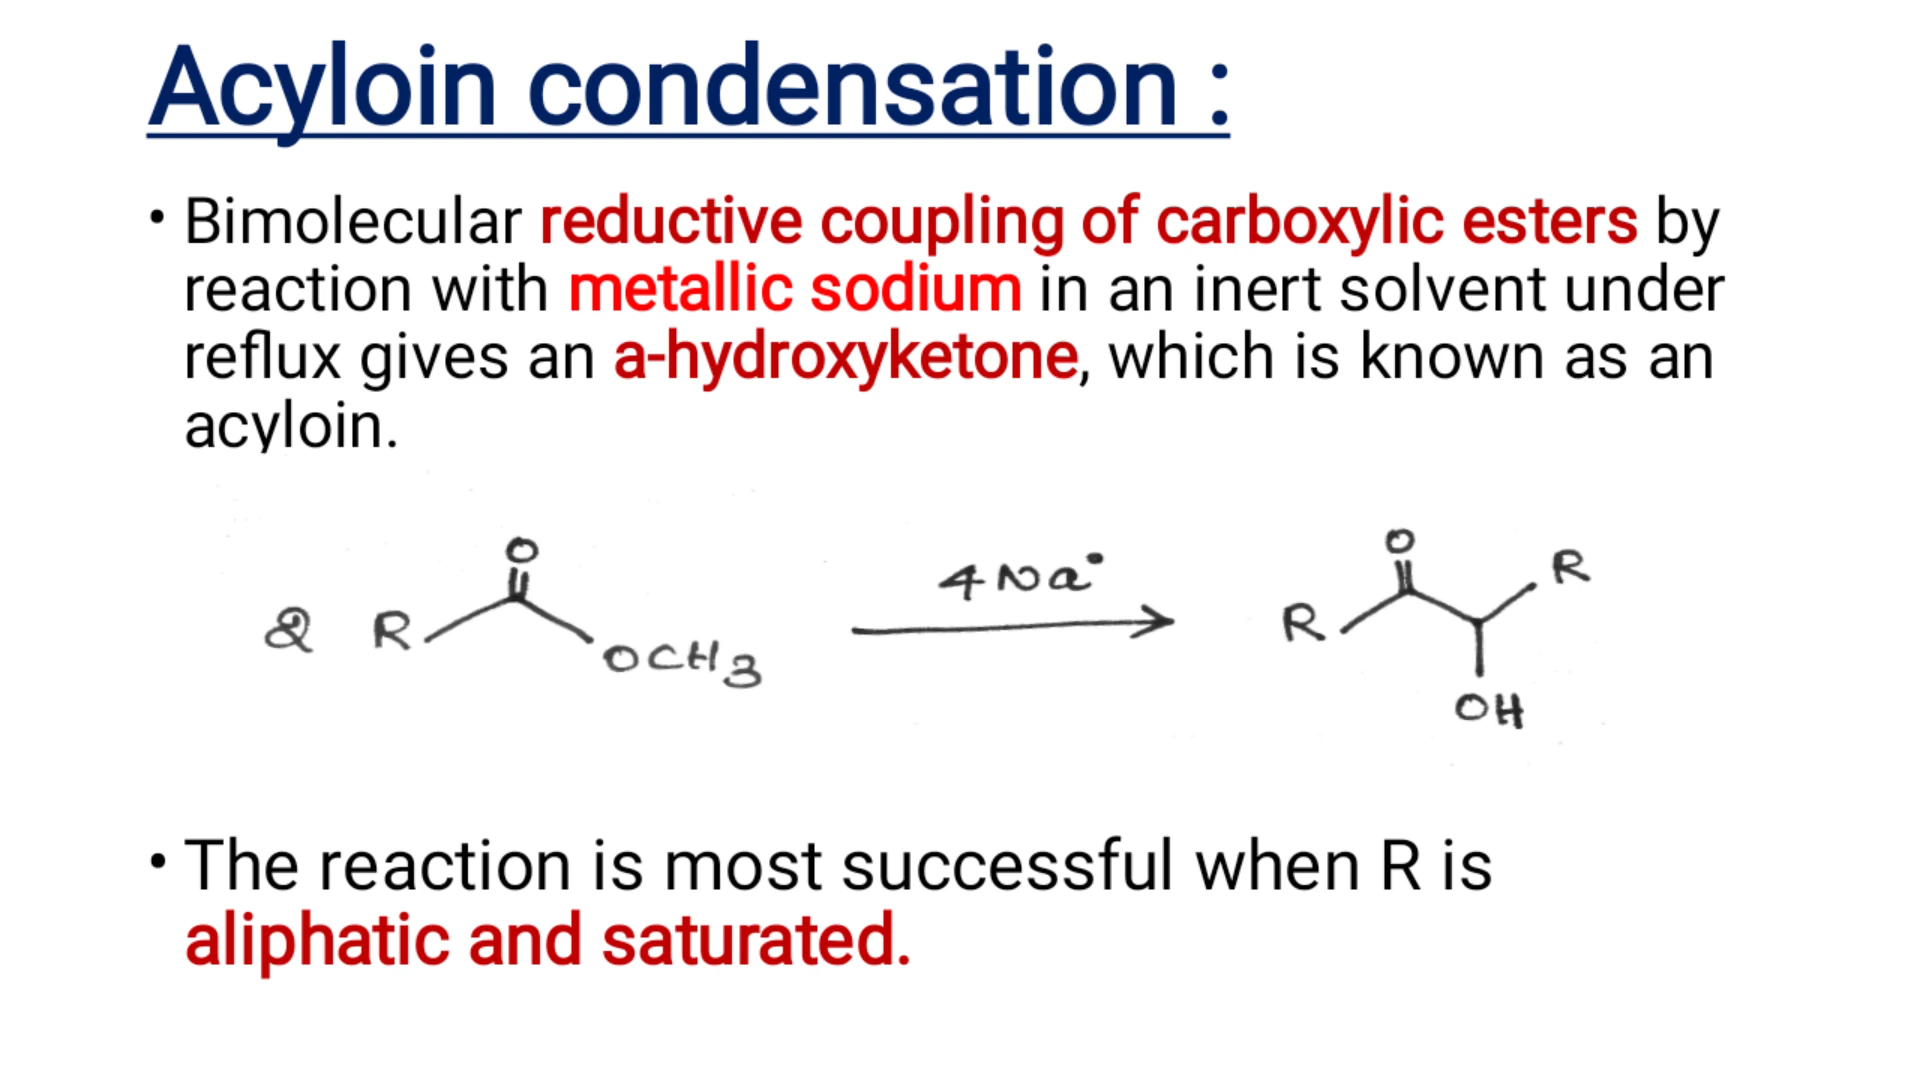 Acyloin condensation :
• Bimolecular reductive coupling of carboxylic esters by
reaction with metallic sodium in an inert solvent under
reflux gives an a-hydroxyketone, which is known as an
acyloin.
2 R O OCH3 4Na• R O R OH
• The reaction is most successful when R is
aliphatic and saturated.